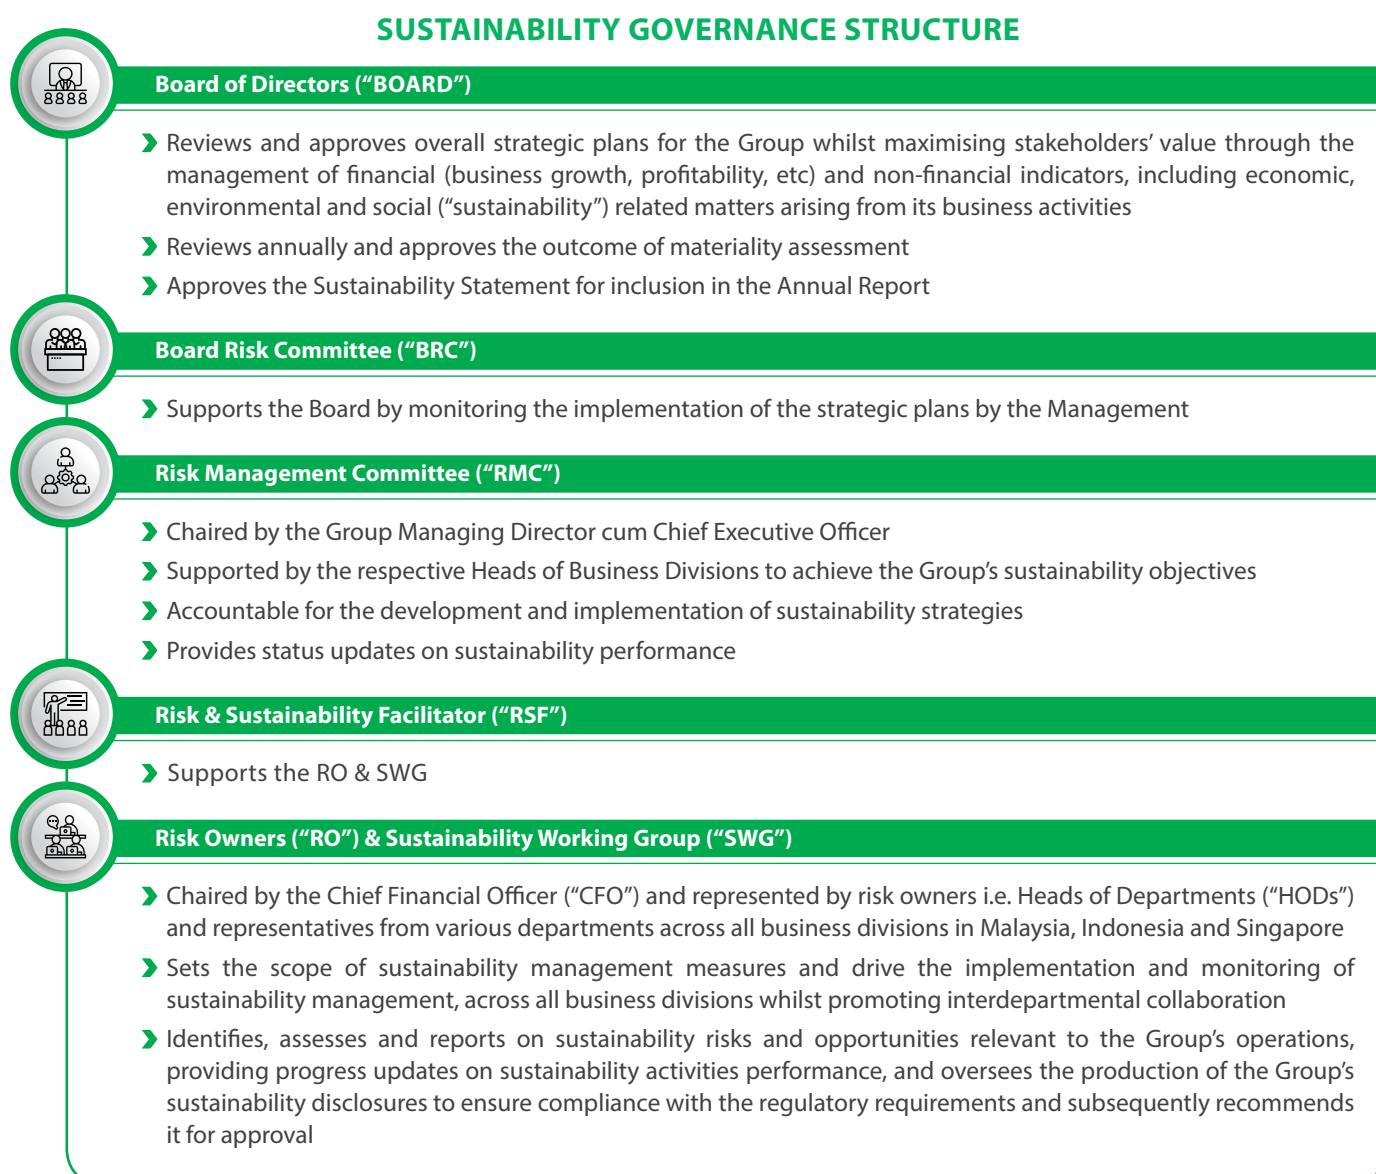 SUSTAINABILITY GOVERNANCE STRUCTURE
Board of Directors (“BOARD”)
Reviews and approves overall strategic plans for the Group whilst maximising stakeholders’ value through the
management of financial (business growth, profitability, etc) and non-financial indicators, including economic,
environmental and social (“sustainability”) related matters arising from its business activities
Reviews annually and approves the outcome of materiality assessment
Approves the Sustainability Statement for inclusion in the Annual Report
Board Risk Committee (“BRC”)
Supports the Board by monitoring the implementation of the strategic plans by the Management
Risk Management Committee (“RMC”)
Chaired by the Group Managing Director cum Chief Executive Officer
Supported by the respective Heads of Business Divisions to achieve the Group’s sustainability objectives
Accountable for the development and implementation of sustainability strategies
Provides status updates on sustainability performance
Risk & Sustainability Facilitator (“RSF”)
Supports the RO & SWG
Risk Owners (“RO”) & Sustainability Working Group (“SWG”)
Chaired by the Chief Financial Officer (“CFO”) and represented by risk owners i.e. Heads of Departments (“HODs”)
and representatives from various departments across all business divisions in Malaysia, Indonesia and Singapore
Sets the scope of sustainability management measures and drive the implementation and monitoring of
sustainability management, across all business divisions whilst promoting interdepartmental collaboration
Identifies, assesses and reports on sustainability risks and opportunities relevant to the Group’s operations,
providing progress updates on sustainability activities performance, and oversees the production of the Group’s
sustainability disclosures to ensure compliance with the regulatory requirements and subsequently recommends
it for approval